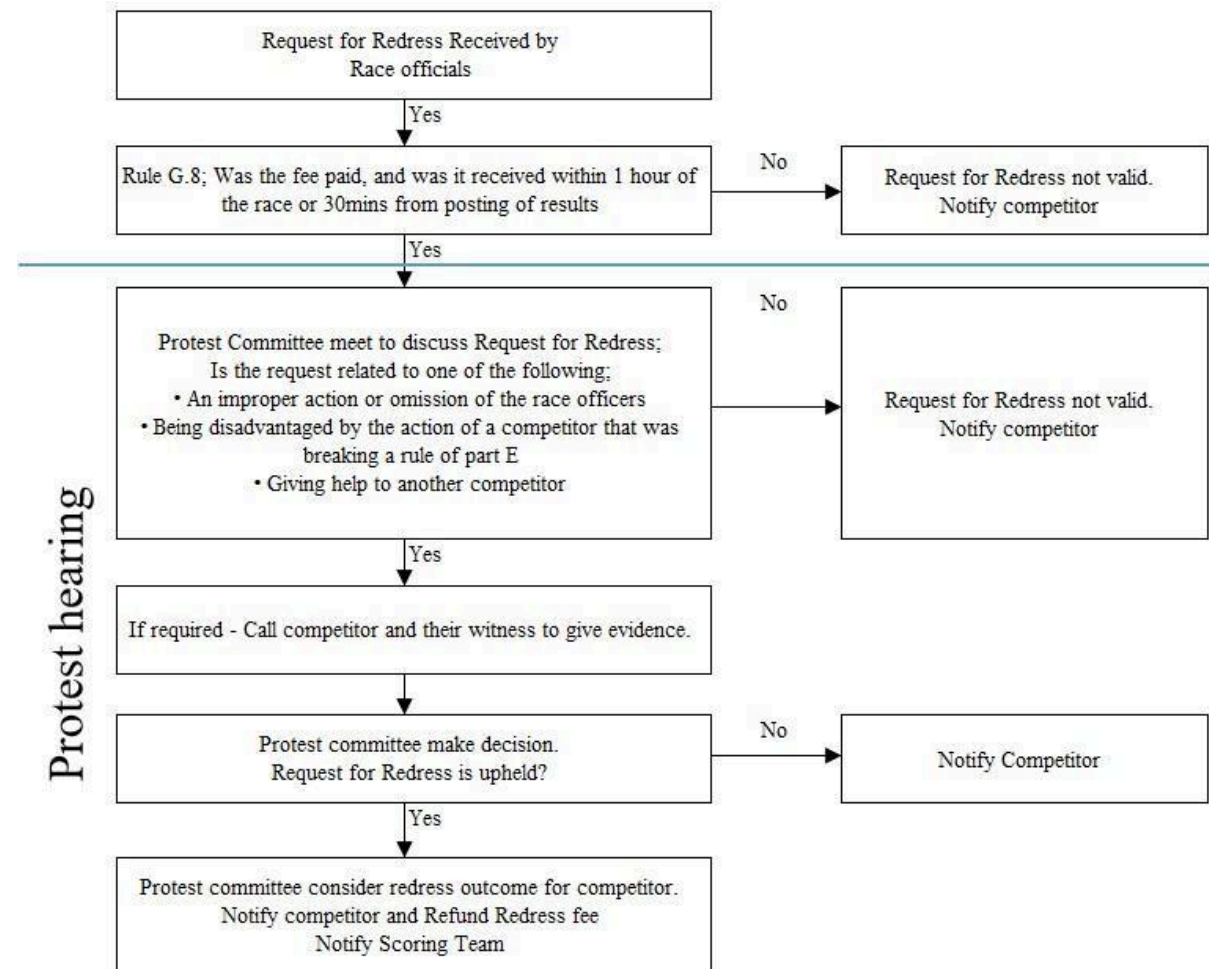 Request for Redress Received by
Race officials
Yes
Rule G.8; Was the fee paid, and was it received within 1 hour of
the race or 30mins from posting of results
No
Request for Redress not valid.
Notify competitor
Yes
Protest hearing
Protest Committee meet to discuss Request for Redress;
Is the request related to one of the following;
• An improper action or omission of the race officers
• Being disadvantaged by the action of a competitor that was
breaking a rule of part E
• Giving help to another competitor
No
Request for Redress not valid.
Notify competitor
Yes
If required - Call competitor and their witness to give evidence.
Protest committee make decision.
Request for Redress is upheld?
No
Notify Competitor
Yes
Protest committee consider redress outcome for competitor.
Notify competitor and Refund Redress fee
Notify Scoring Team